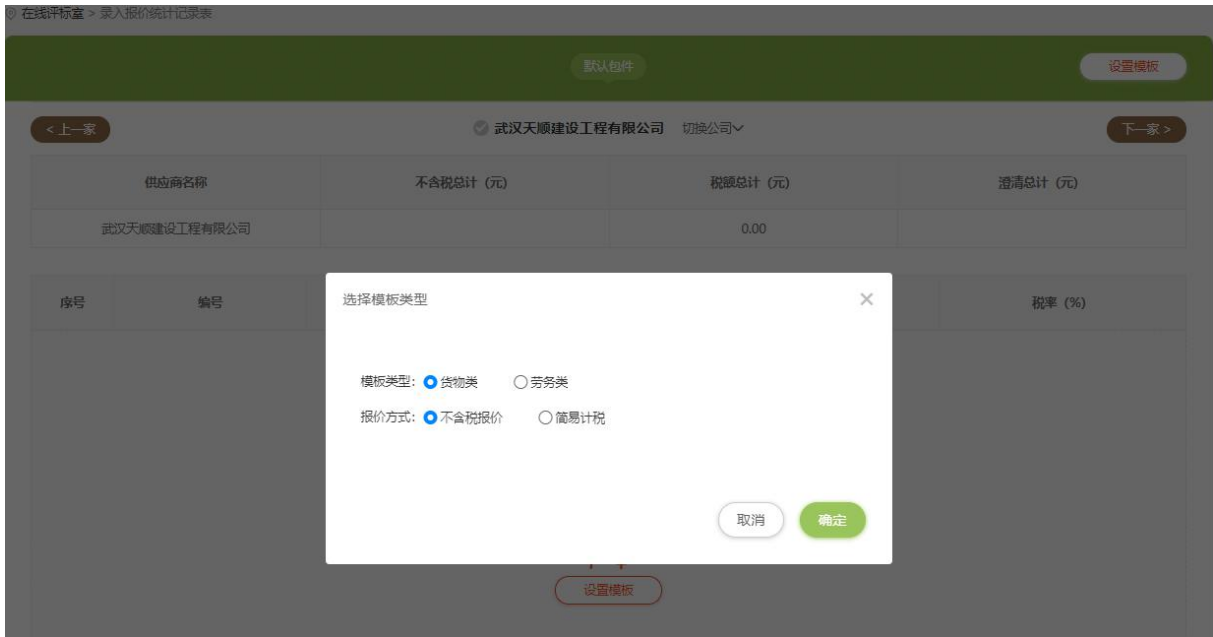 在线评标室 > 录入报价统计记录表
默认包件
设置模板
< 上一家
武汉天顺建设工程有限公司 切换公司
下一家 >
供应商名称 不含税总计 (元) 税额总计 (元) 澄清总计 (元)
武汉天顺建设工程有限公司 0.00
序号 编号 税率 (%)
选择模板类型
模板类型: 货物类 劳务类
报价方式: 不含税报价 简易计税
取消 确定
设置模板